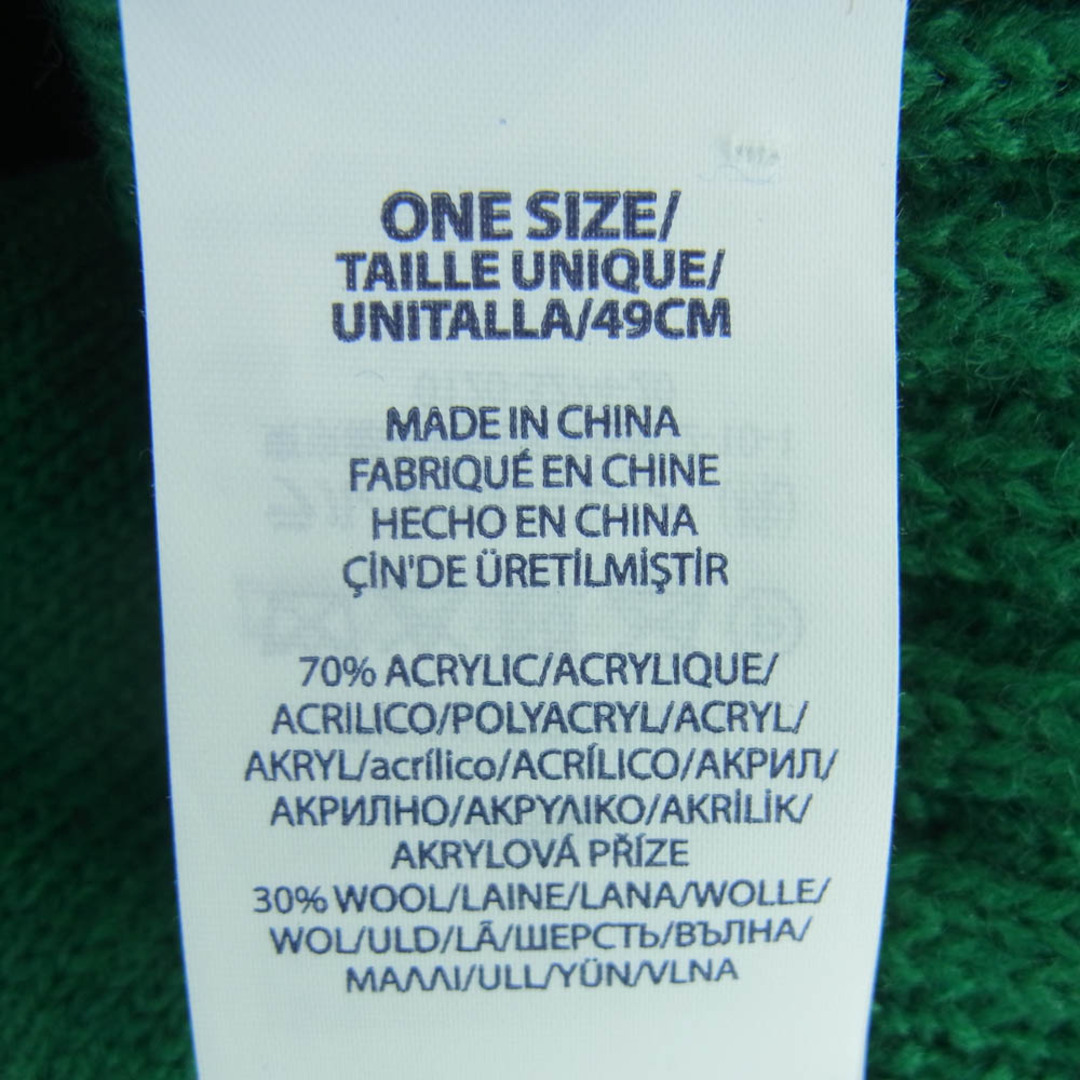 ONE SIZE/
TAILLE UNIQUE/
UNITALLA/49CM
MADE IN CHINA
FABRIQUÉ EN CHINE
HECHO EN CHINA
ÇİN'DE ÜRETİLMİŞTİR
70% ACRYLIC/ACRYLIQUE/
ACRILICO/POLYACRYL/ACRYL/
AKRYL/acrílico/ACRÍLICO/АКРИЛ/
АКРИЛНО/ΑΚΡΥΛΙΚΟ/AKRİLİK/
AKRYLOVÁ PŘÍZE
30% WOOL/LAINE/LANA/WOLLE/
WOL/ULD/LÃ/ШЕРСТЬ/ВЪЛНА/
ΜΑΛΛΙ/ULL/YÜN/VLNA